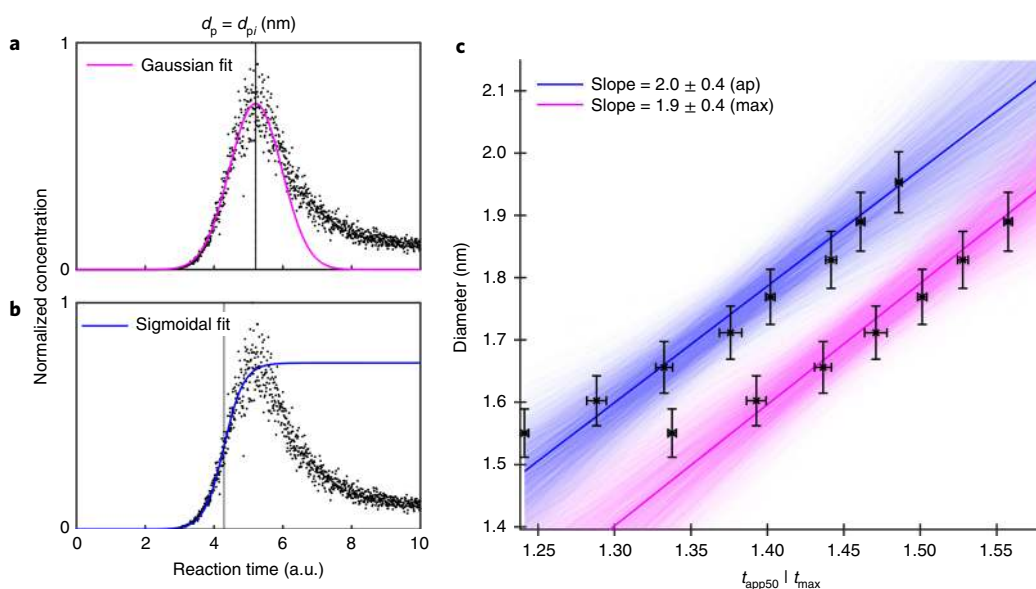 a
d_p = d_pi (nm)
1
Gaussian fit
0
Normalized concentration
b
1
Sigmoidal fit
0
0 2 4 6 8 10
Reaction time (a.u.)
c
Slope = 2.0 ± 0.4 (ap)
Slope = 1.9 ± 0.4 (max)
2.1
2.0
1.9
1.8
1.7
1.6
1.5
1.4
Diameter (nm)
1.25 1.30 1.35 1.40 1.45 1.50 1.55
t_app50 | t_max